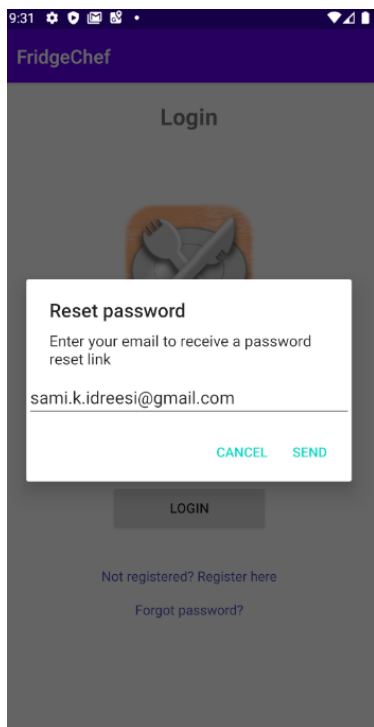 9:31
FridgeChef
Login
Reset password
Enter your email to receive a password
reset link
sami.k.idreesi@gmail.com
CANCEL SEND
LOGIN
Not registered? Register here
Forgot password?